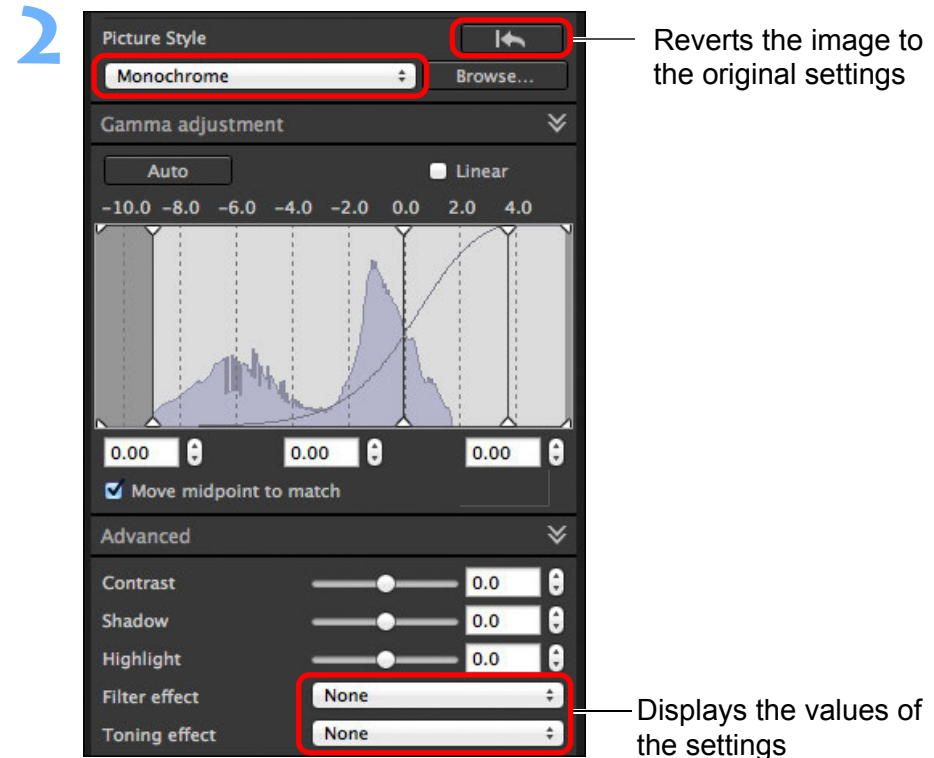 2
Picture Style
Reverts the image to
the original settings
Monochrome Browse...
Gamma adjustment
Auto Linear
-10.0 -8.0 -6.0 -4.0 -2.0 0.0 2.0 4.0
0.00 0.00 0.00
Move midpoint to match
Advanced
Contrast 0.0
Shadow 0.0
Highlight 0.0
Filter effect None
Toning effect None
Displays the values of
the settings